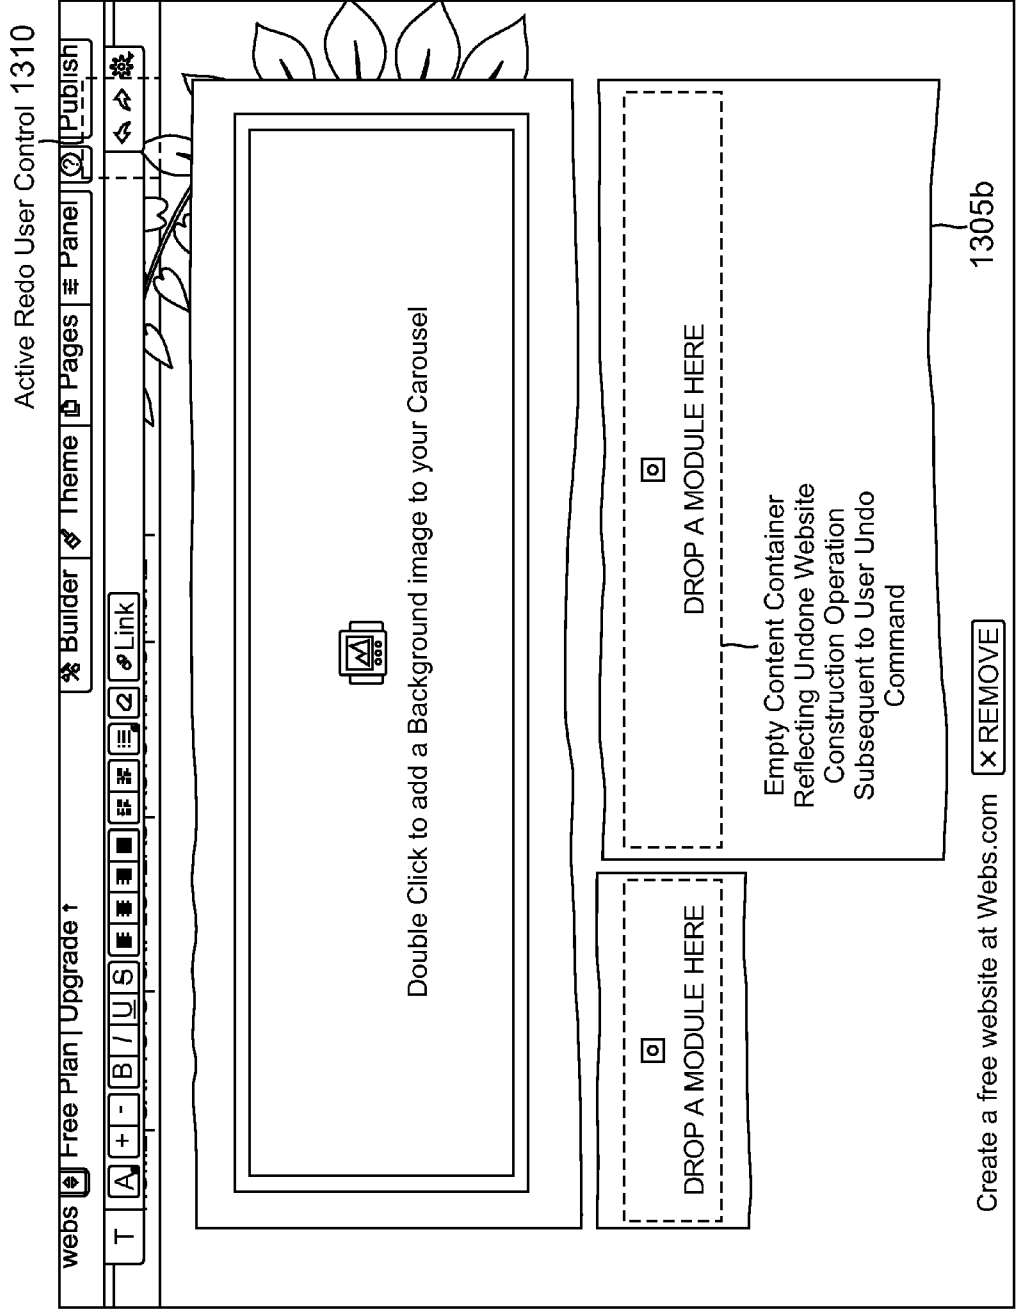 Active Redo User Control 1310
webs Free Plan | Upgrade ↑
Builder Theme Pages Panel ? Publish
T A + - B I U S Link
Double Click to add a Background image to your Carousel
DROP A MODULE HERE
DROP A MODULE HERE
Empty Content Container
Reflecting Undone Website
Construction Operation
Subsequent to User Undo
Command
1305b
Create a free website at Webs.com X REMOVE